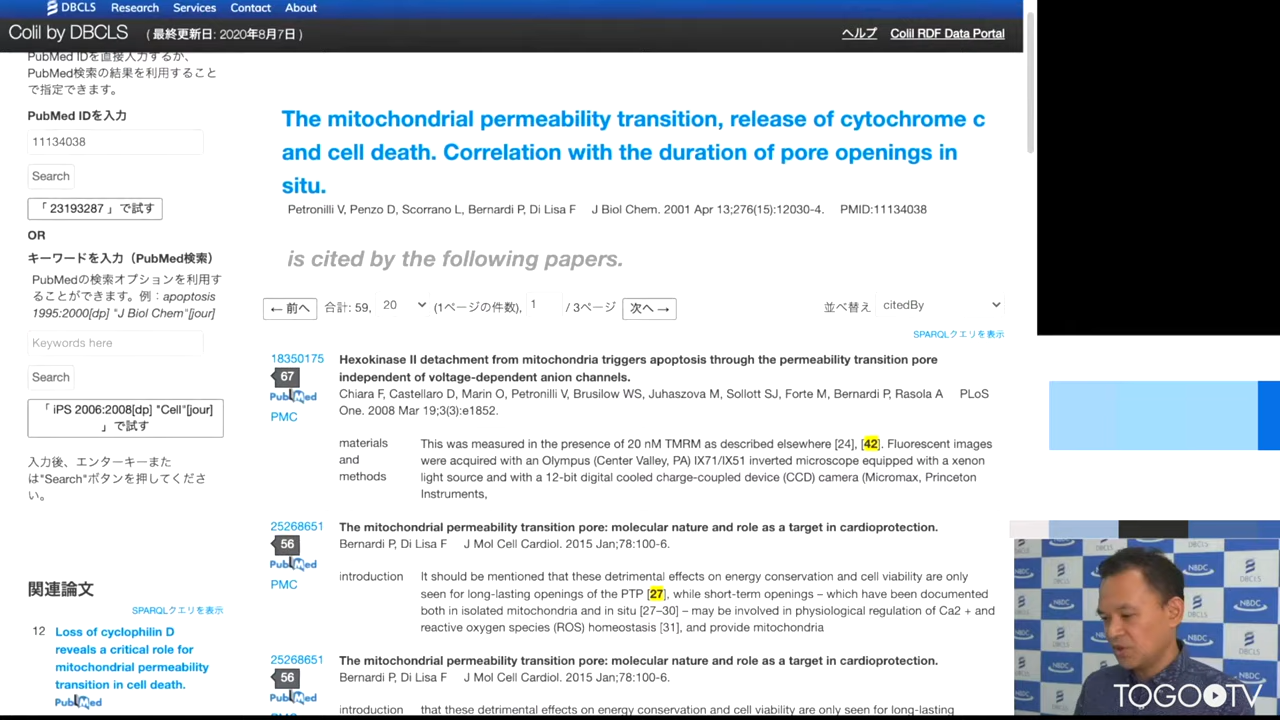 DBCLS Research Services Contact About
Colil by DBCLS ( 最終更新日: 2020年8月7日 ) ヘルプ Colil RDF Data Portal
PubMed IDを直接入力するか、
PubMed検索の結果を利用すること
で指定できます。
PubMed IDを入力
11134038
Search
「 23193287 」で試す
OR
キーワードを入力（PubMed検索）
PubMedの検索オプションを利用す
ることができます。例：apoptosis
1995:2000[dp] "J Biol Chem"[jour]
Keywords here
Search
「 iPS 2006:2008[dp] "Cell"[jour]
」で試す
入力後、エンターキーまた
は"Search"ボタンを押してくださ
い。
関連論文
SPARQLクエリを表示
12 Loss of cyclophilin D
reveals a critical role for
mitochondrial permeability
transition in cell death.
PubMed
The mitochondrial permeability transition, release of cytochrome c
and cell death. Correlation with the duration of pore openings in
situ.
Petronilli V, Penzo D, Scorrano L, Bernardi P, Di Lisa F J Biol Chem. 2001 Apr 13;276(15):12030-4. PMID:11134038
is cited by the following papers.
← 前へ 合計: 59, 20 (1ページの件数), 1 / 3ページ 次へ → 並べ替え citedBy
SPARQLクエリを表示
18350175 Hexokinase II detachment from mitochondria triggers apoptosis through the permeability transition pore
67 independent of voltage-dependent anion channels.
PubMed Chiara F, Castellaro D, Marin O, Petronilli V, Brusilow WS, Juhaszova M, Sollott SJ, Forte M, Bernardi P, Rasola A PLoS
PMC One. 2008 Mar 19;3(3):e1852.
materials This was measured in the presence of 20 nM TMRM as described elsewhere [24], [42]. Fluorescent images
and were acquired with an Olympus (Center Valley, PA) IX71/IX51 inverted microscope equipped with a xenon
methods light source and with a 12-bit digital cooled charge-coupled device (CCD) camera (Micromax, Princeton
Instruments,
25268651 The mitochondrial permeability transition pore: molecular nature and role as a target in cardioprotection.
56 Bernardi P, Di Lisa F J Mol Cell Cardiol. 2015 Jan;78:100-6.
PubMed
PMC
introduction It should be mentioned that these detrimental effects on energy conservation and cell viability are only
seen for long-lasting openings of the PTP [27], while short-term openings – which have been documented
both in isolated mitochondria and in situ [27–30] – may be involved in physiological regulation of Ca2 + and
reactive oxygen species (ROS) homeostasis [31], and provide mitochondria
25268651 The mitochondrial permeability transition pore: molecular nature and role as a target in cardioprotection.
56 Bernardi P, Di Lisa F J Mol Cell Cardiol. 2015 Jan;78:100-6.
PubMed
introduction that these detrimental effects on energy conservation and cell viability are only seen for long-lasting
DBCLS
NBDC
TOGO TV